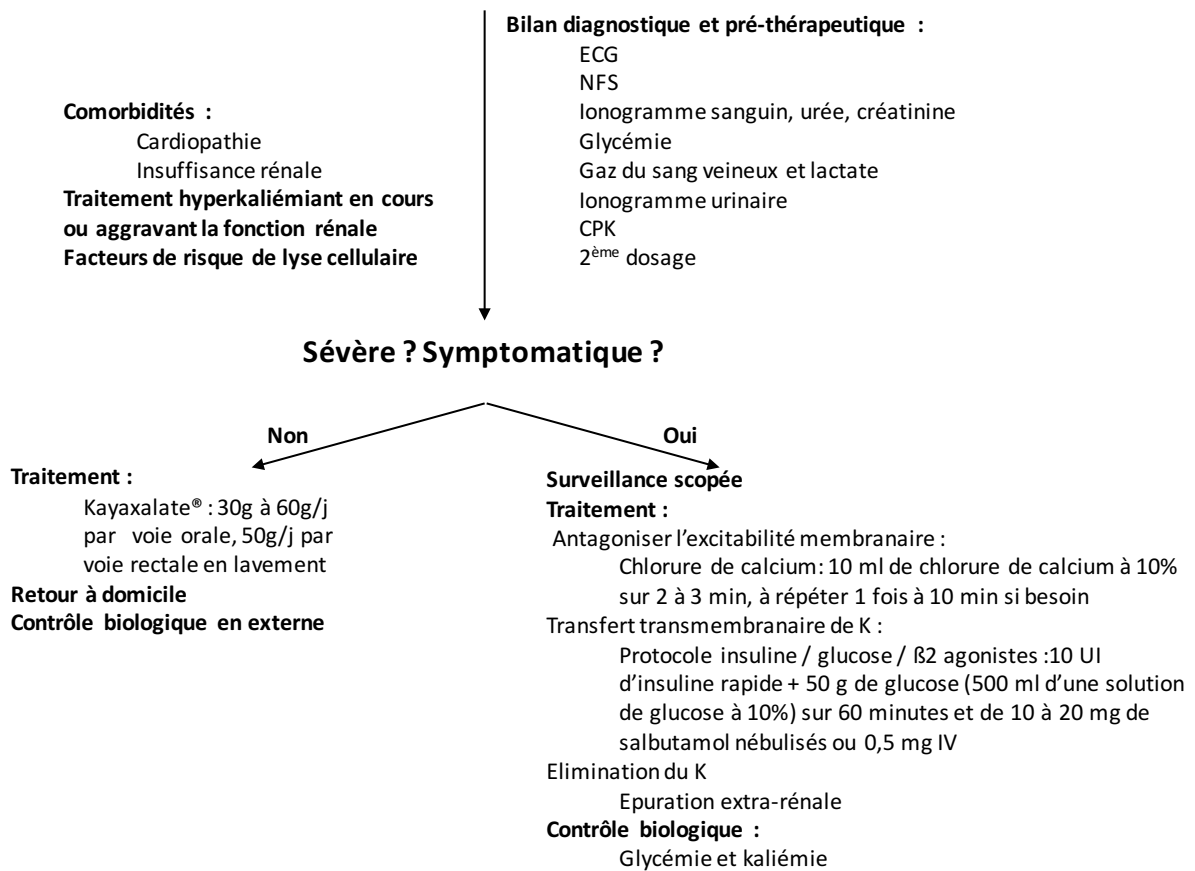 Bilan diagnostique et pré-thérapeutique :
ECG
NFS
Ionogramme sanguin, urée, créatinine
Glycémie
Gaz du sang veineux et lactate
Ionogramme urinaire
CPK
2ème dosage
Comorbidités :
Cardiopathie
Insuffisance rénale
Traitement hyperkaliémiant en cours
ou aggravant la fonction rénale
Facteurs de risque de lyse cellulaire
Sévère ? Symptomatique ?
Non
Oui
Traitement :
Kayaxalate® : 30g à 60g/j
par voie orale, 50g/j par
voie rectale en lavement
Retour à domicile
Contrôle biologique en externe
Surveillance scopée
Traitement :
Antagoniser l’excitabilité membranaire :
Chlorure de calcium: 10 ml de chlorure de calcium à 10%
sur 2 à 3 min, à répéter 1 fois à 10 min si besoin
Transfert transmembranaire de K :
Protocole insuline / glucose / ß2 agonistes :10 UI
d’insuline rapide + 50 g de glucose (500 ml d’une solution
de glucose à 10%) sur 60 minutes et de 10 à 20 mg de
salbutamol nébulisés ou 0,5 mg IV
Elimination du K
Epuration extra-rénale
Contrôle biologique :
Glycémie et kaliémie